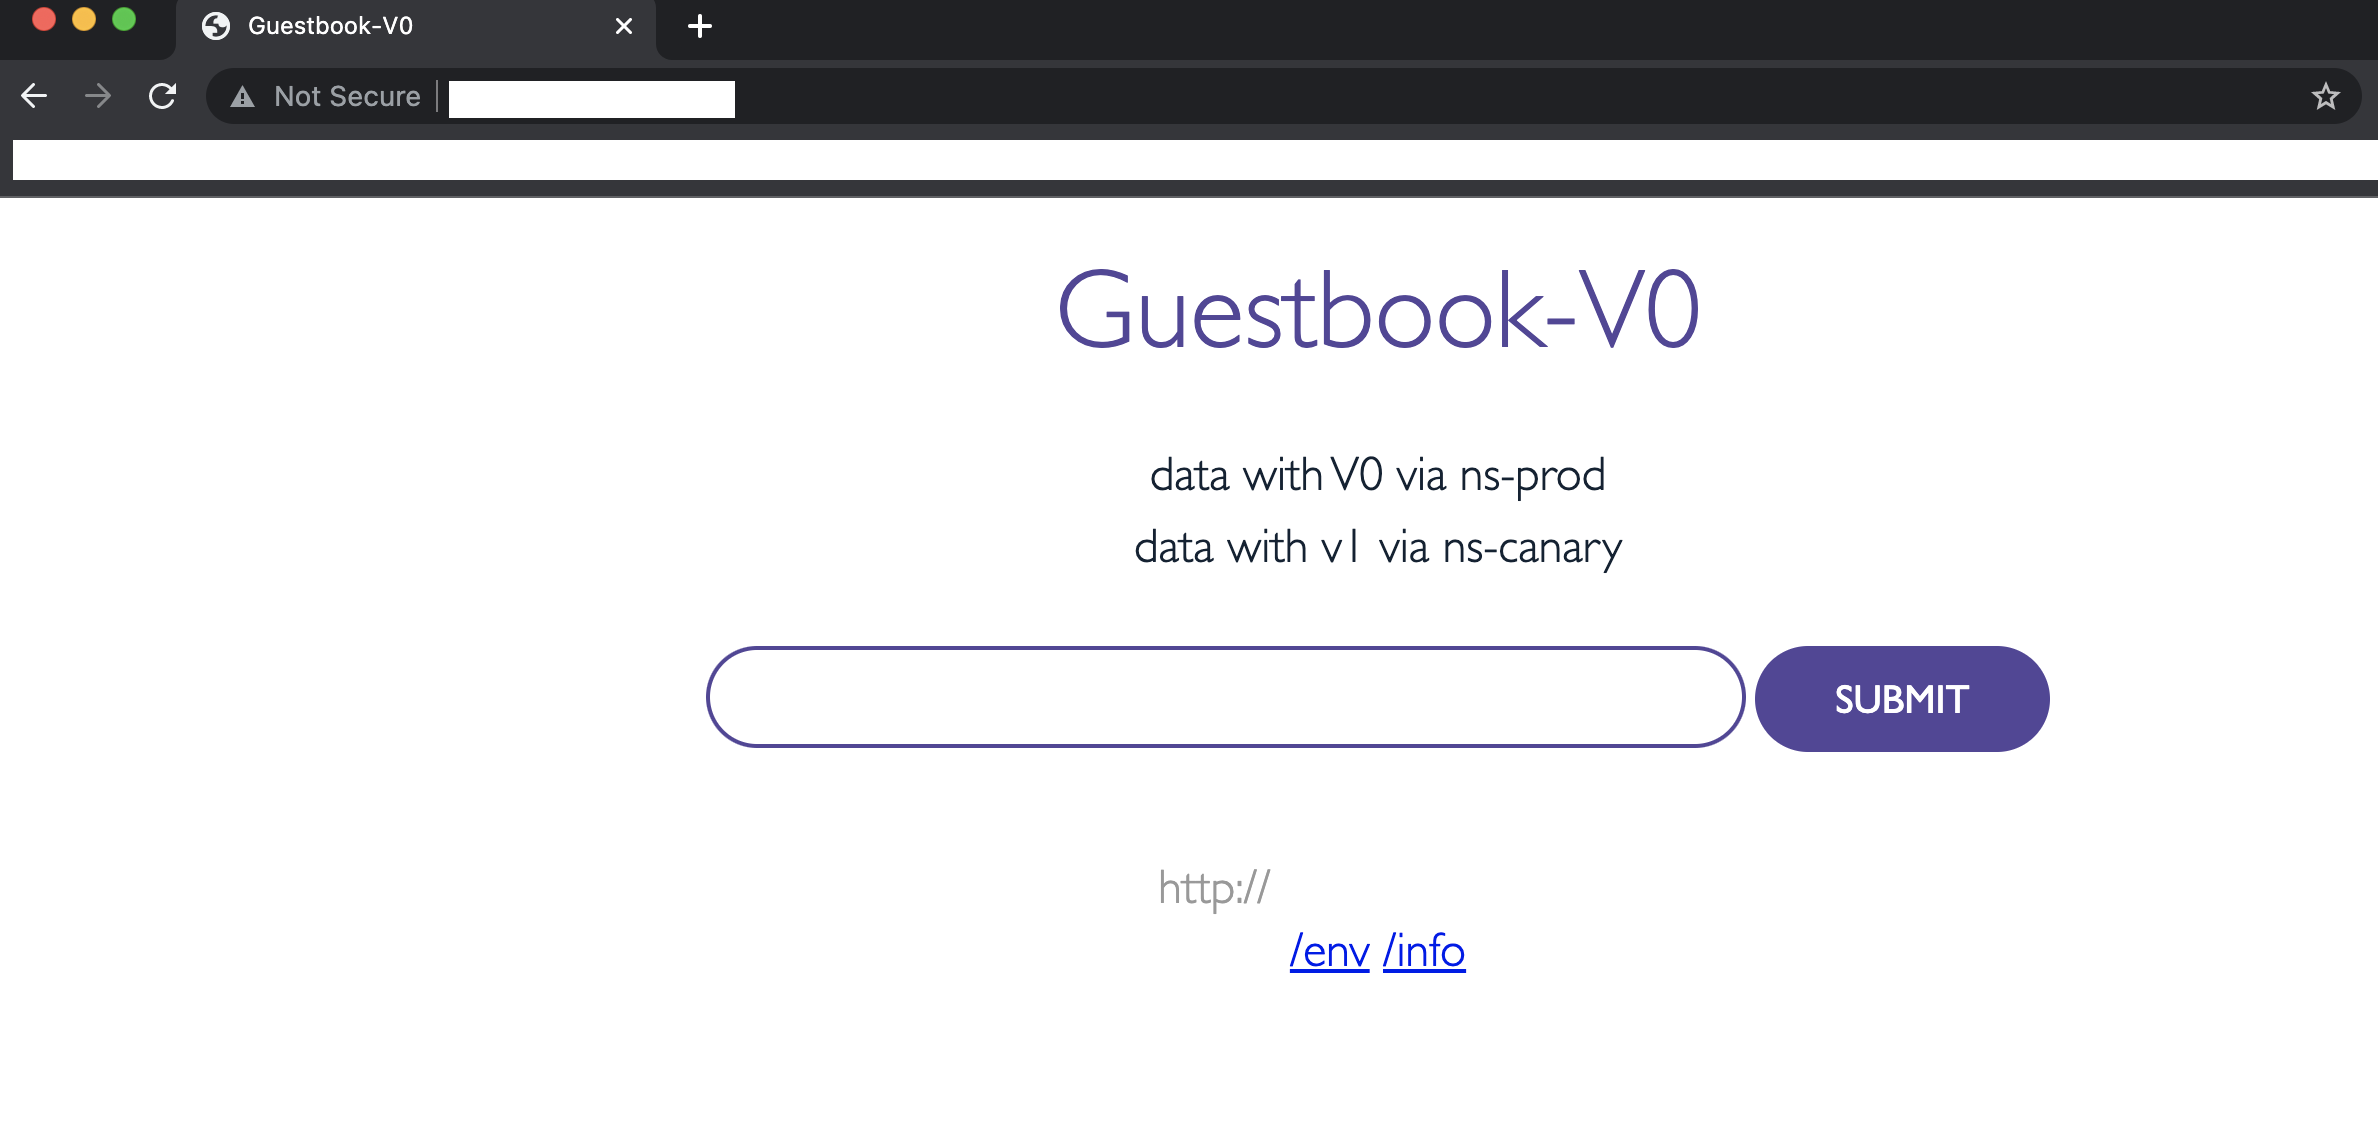 Guestbook-V0
Not Secure
Guestbook-V0
data with V0 via ns-prod
data with v1 via ns-canary
SUBMIT
http://
/env /info